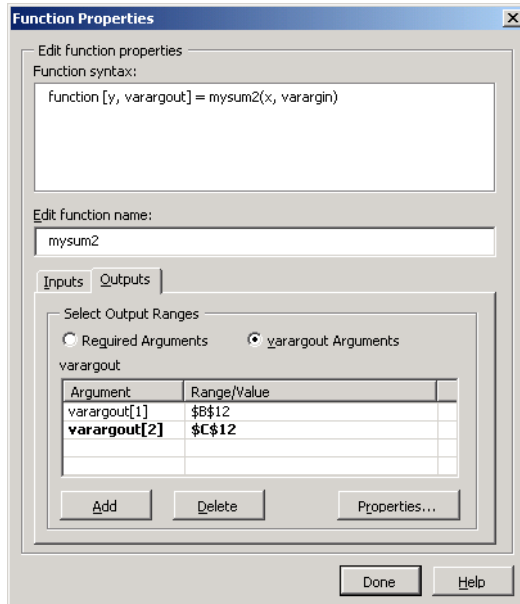 Function Properties
Edit function properties
Function syntax:
function [y, varargout] = mysum2(x, varargin)
Edit function name:
mysum2
Inputs Outputs
Select Output Ranges
Required Arguments varargout Arguments
varargout
Argument Range/Value
varargout[1] $B$12
varargout[2] $C$12
Add Delete Properties...
Done Help